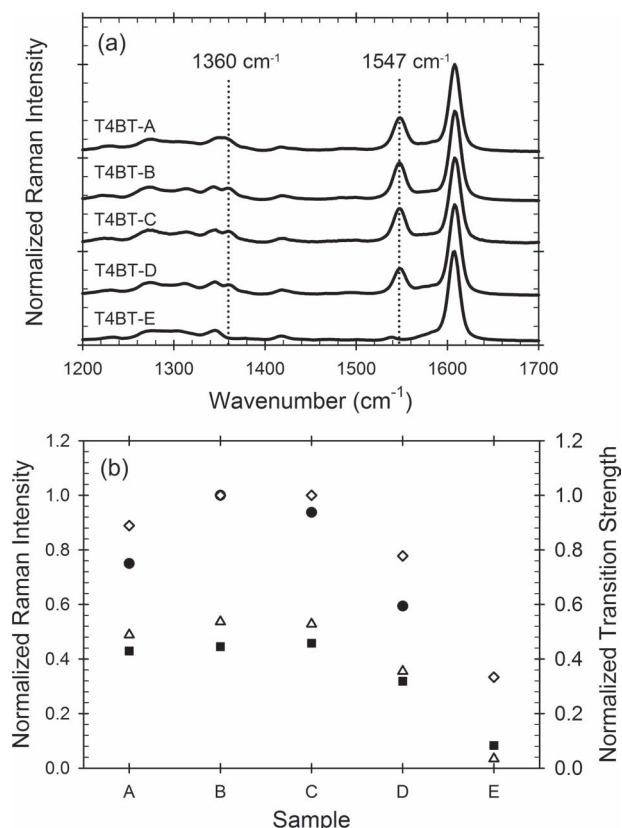 (a)
1360 cm⁻¹
1547 cm⁻¹
Normalized Raman Intensity
T4BT-A
T4BT-B
T4BT-C
T4BT-D
T4BT-E
1200 1300 1400 1500 1600 1700
Wavenumber (cm⁻¹)
(b)
Normalized Raman Intensity
1.2
1.0
0.8
0.6
0.4
0.2
0.0
Normalized Transition Strength
1.2
1.0
0.8
0.6
0.4
0.2
0.0
A B C D E
Sample